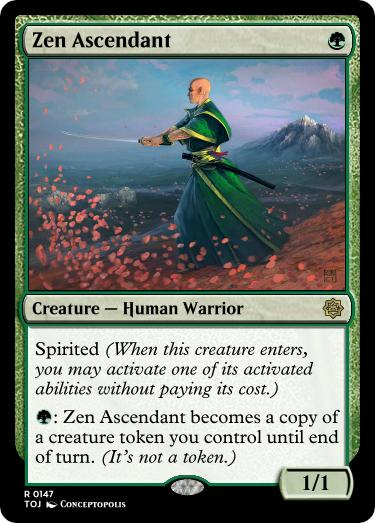 Zen Ascendant
Creature — Human Warrior
Spirited (When this creature enters,
you may activate one of its activated
abilities without paying its cost.)
: Zen Ascendant becomes a copy of
a creature token you control until end
of turn. (It's not a token.)
1/1
R 0147
TOJ Conceptopolis